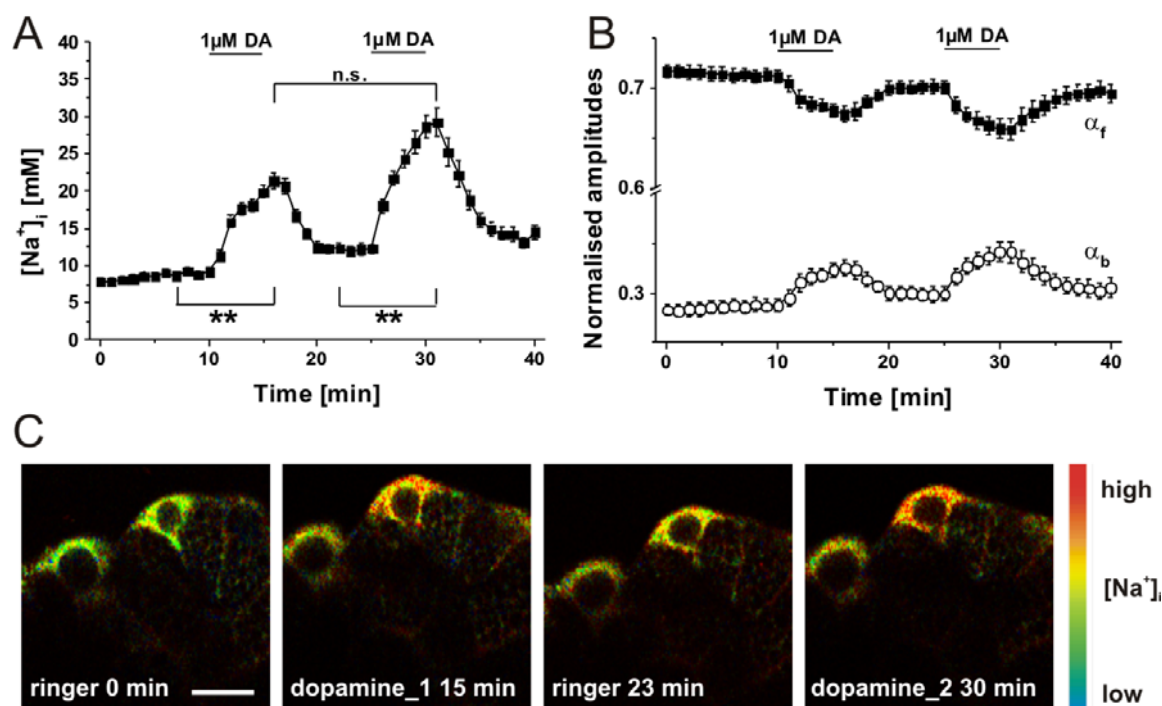 A
1µM DA
1µM DA
n.s.
40
35
30
25
20
15
10
5
0
[Na⁺]ᵢ [mM]
**
**
0
10
20
30
40
Time [min]
B
1µM DA
1µM DA
0.7
0.6
0.3
Normalised amplitudes
α_f
α_b
0
10
20
30
40
Time [min]
C
ringer 0 min
dopamine_1 15 min
ringer 23 min
dopamine_2 30 min
high
[Na⁺]ᵢ
low